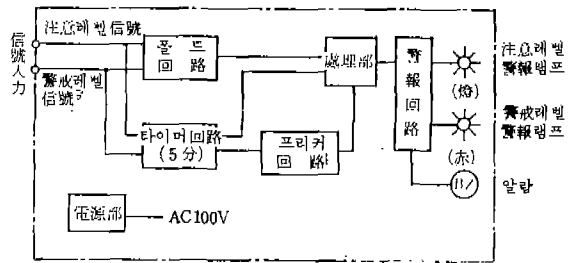 注意레벨信號
信號入力
警戒레벨
信號
홀드
回路
타이머回路
(5分)
프리커
回路
處理部
警報回路
(燈)
(赤)
BZ
注意레벨
警報램프
警戒레벨
警報램프
알람
電源部
AC100V